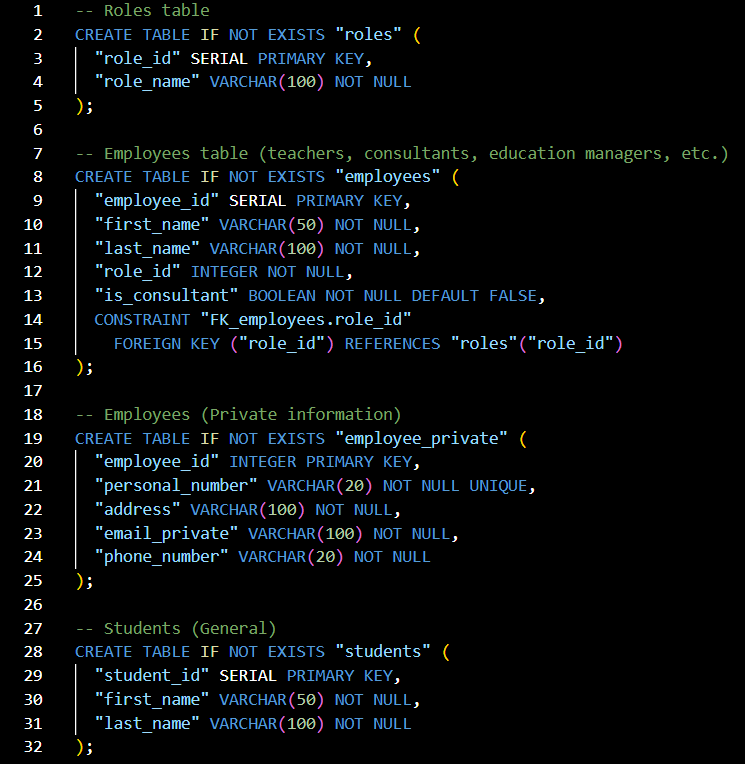 1 -- Roles table
2 CREATE TABLE IF NOT EXISTS "roles" (
3 "role_id" SERIAL PRIMARY KEY,
4 "role_name" VARCHAR(100) NOT NULL
5 );
6
7 -- Employees table (teachers, consultants, education managers, etc.)
8 CREATE TABLE IF NOT EXISTS "employees" (
9 "employee_id" SERIAL PRIMARY KEY,
10 "first_name" VARCHAR(50) NOT NULL,
11 "last_name" VARCHAR(100) NOT NULL,
12 "role_id" INTEGER NOT NULL,
13 "is_consultant" BOOLEAN NOT NULL DEFAULT FALSE,
14 CONSTRAINT "FK_employees.role_id"
15 FOREIGN KEY ("role_id") REFERENCES "roles"("role_id")
16 );
17
18 -- Employees (Private information)
19 CREATE TABLE IF NOT EXISTS "employee_private" (
20 "employee_id" INTEGER PRIMARY KEY,
21 "personal_number" VARCHAR(20) NOT NULL UNIQUE,
22 "address" VARCHAR(100) NOT NULL,
23 "email_private" VARCHAR(100) NOT NULL,
24 "phone_number" VARCHAR(20) NOT NULL
25 );
26
27 -- Students (General)
28 CREATE TABLE IF NOT EXISTS "students" (
29 "student_id" SERIAL PRIMARY KEY,
30 "first_name" VARCHAR(50) NOT NULL,
31 "last_name" VARCHAR(100) NOT NULL
32 );